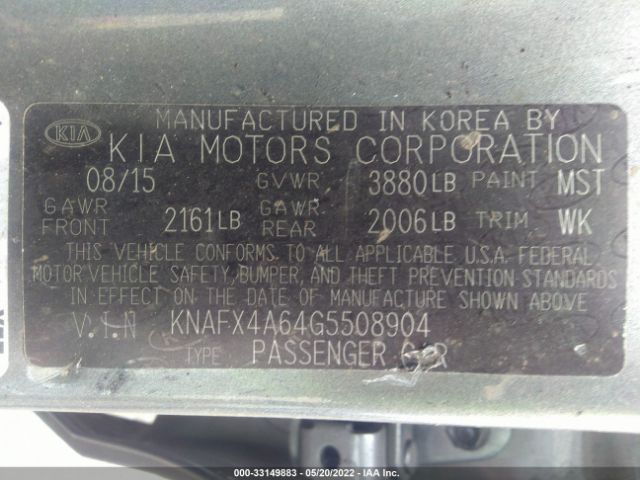 MANUFACTURED IN KOREA BY
KIA KIA MOTORS CORPORATION
08/15 GVWR 3880LB PAINT MST
GAWR FRONT 2161LB GAWR REAR 2006LB TRIM WK
THIS VEHICLE CONFORMS TO ALL APPLICABLE U.S.A. FEDERAL
MOTOR VEHICLE SAFETY, BUMPER, AND THEFT PREVENTION STANDARDS
IN EFFECT ON THE DATE OF MANUFACTURE SHOWN ABOVE
V.I.N KNAFX4A64G5508904
TYPE PASSENGER
000-33149883 - 05/20/2022 - IAA Inc.